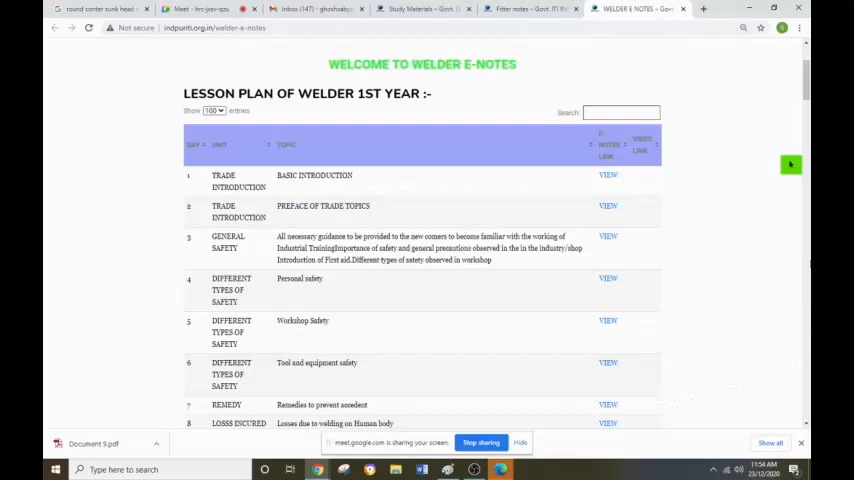 round conter sunk head
Meet - hrc-jxsv-qzu
Inbox (147) - ghoshsaby
Study Materials – Govt. ITI
Fitter notes – Govt. ITI
WELDER E NOTES – Gov
Not secure
indpuriti.org.in/welder-e-notes
WELCOME TO WELDER E-NOTES
LESSON PLAN OF WELDER 1ST YEAR :-
Show 100 entries
Search:
DAY UNIT TOPIC E-NOTES LINK VIDEO LINK
1 TRADE INTRODUCTION BASIC INTRODUCTION VIEW
2 TRADE INTRODUCTION PREFACE OF TRADE TOPICS VIEW
3 GENERAL SAFETY All necessary guidance to be provided to the new comers to become familiar with the working of VIEW
Industrial TrainingImportance of safety and general precautions observed in the in the industry/shop
Introduction of First aid.Different types of safety observed in workshop
4 DIFFERENT TYPES OF SAFETY Personal safety VIEW
5 DIFFERENT TYPES OF SAFETY Workshop Safety VIEW
6 DIFFERENT TYPES OF SAFETY Tool and equipment safety VIEW
7 REMEDY Remedies to prevent accedent VIEW
8 LOSSS INCURED Losses due to welding on Human body VIEW
Document 9.pdf
meet.google.com is sharing your screen.
Stop sharing
Hide
Show all
Type here to search
11:54 AM
23/12/2020